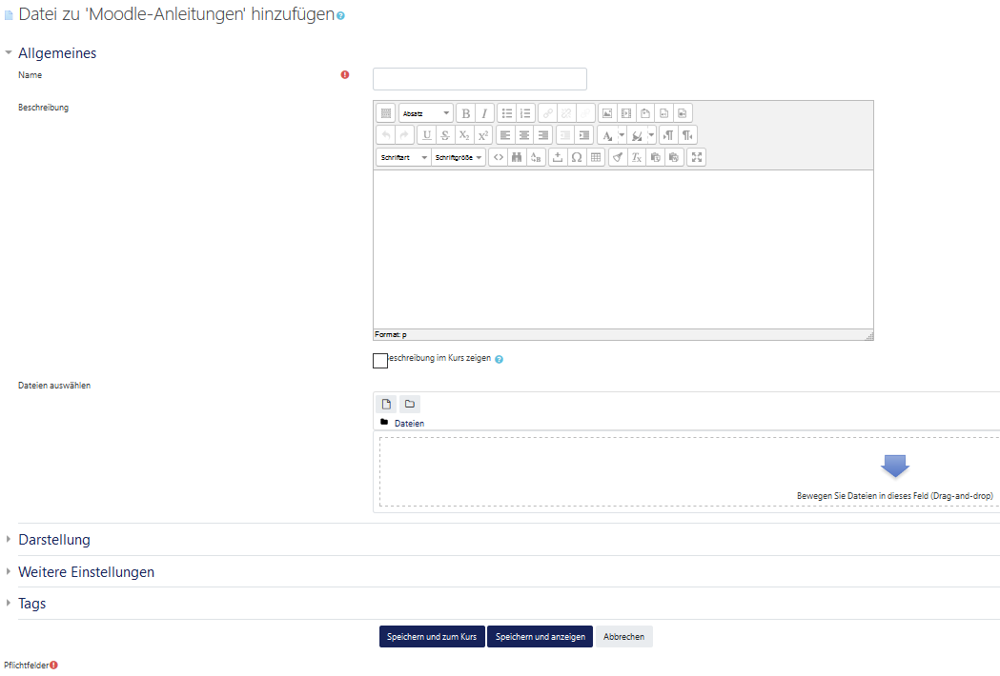 Datei zu 'Moodle-Anleitungen' hinzufügen
Allgemeines
Name
Beschreibung
Absatz
B I
U S X₂ X²
A
Schriftart Schriftgröße
Format: p
eschreibung im Kurs zeigen
Dateien auswählen
Dateien
Bewegen Sie Dateien in dieses Feld (Drag-and-drop)
Darstellung
Weitere Einstellungen
Tags
Speichern und zum Kurs Speichern und anzeigen Abbrechen
Pflichtfelder